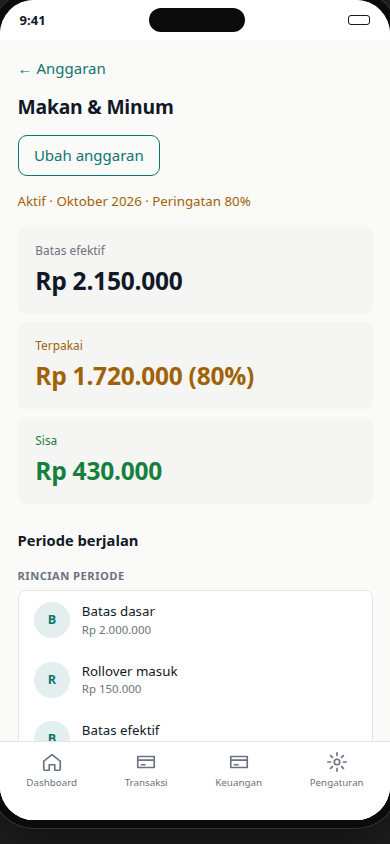 9:41
← Anggaran
Makan & Minum
Ubah anggaran
Aktif · Oktober 2026 · Peringatan 80%
Batas efektif
Rp 2.150.000
Terpakai
Rp 1.720.000 (80%)
Sisa
Rp 430.000
Periode berjalan
RINCIAN PERIODE
B
Batas dasar
Rp 2.000.000
R
Rollover masuk
Rp 150.000
B
Batas efektif
Dashboard
Transaksi
Keuangan
Pengaturan